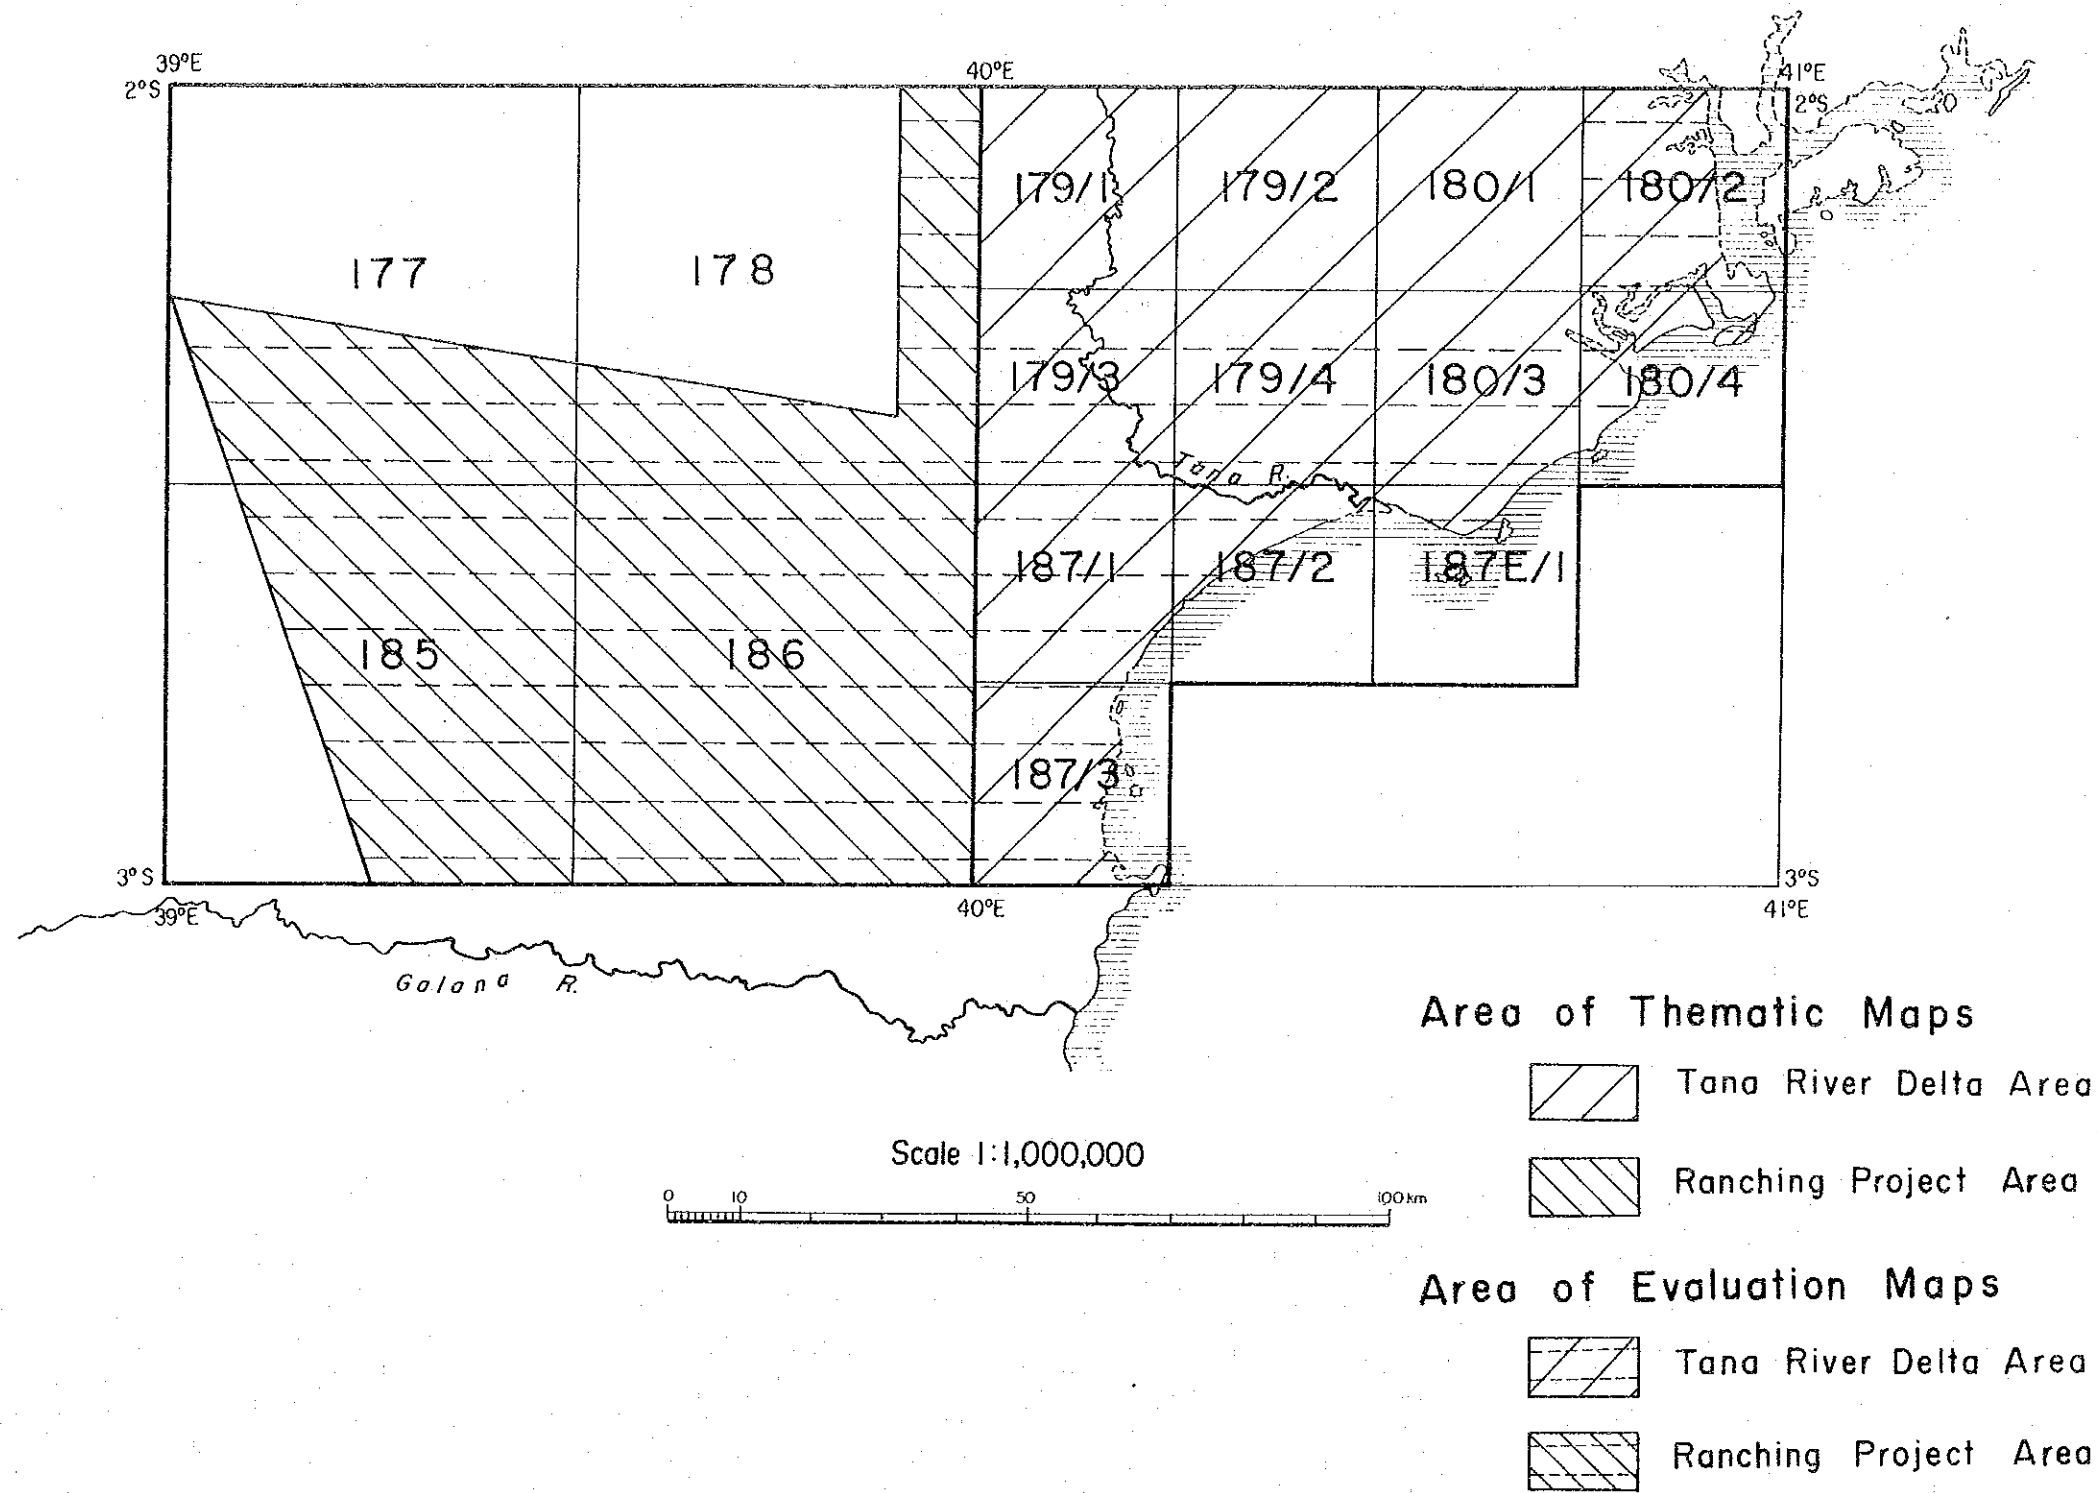 39°E 40°E 41°E
2°S 2°S
179/1 179/2 180/1 180/2
177 178
179/3 179/4 180/3 180/4
Tana R.
187/1 187/2 187E/1
185 186
187/3
3°S 3°S
39°E 40°E 41°E
Galana R.
Area of Thematic Maps
Tana River Delta Area
Ranching Project Area
Scale 1:1,000,000
0 10 50 100km
Area of Evaluation Maps
Tana River Delta Area
Ranching Project Area